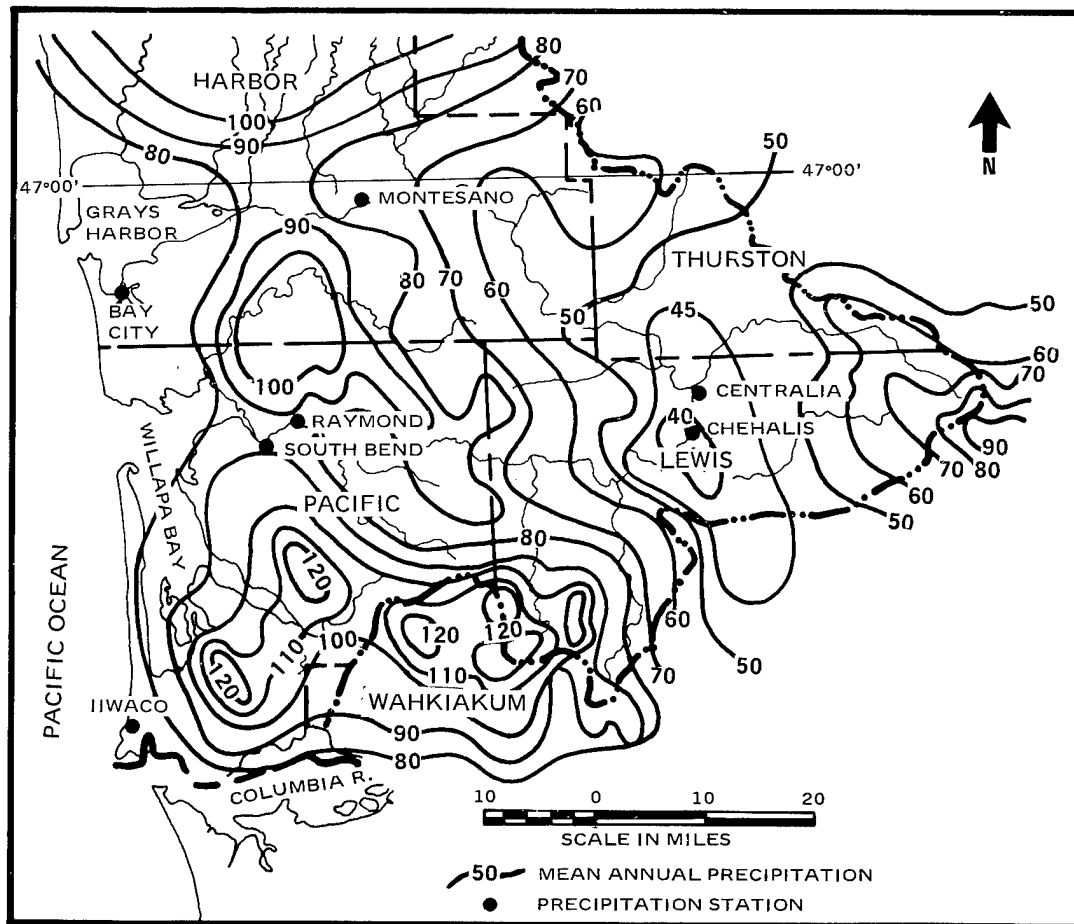 HARBOR
80
70
60
50
100
90
80
N
47°00'
47°00'
MONTESANO
GRAYS
HARBOR
90
80
70
60
THURSTON
BAY
CITY
50
45
50
60
70
100
CENTRALIA
40
CHEHALIS
LEWIS
RAYMOND
SOUTH BEND
90
80
70
60
50
WILLAPA BAY
PACIFIC
80
120
120
120
60
100
110
110
120
50
70
PACIFIC OCEAN
IIWACO
WAHKIAKUM
90
80
COLUMBIA R.
10 0 10 20
SCALE IN MILES
50 MEAN ANNUAL PRECIPITATION
PRECIPITATION STATION